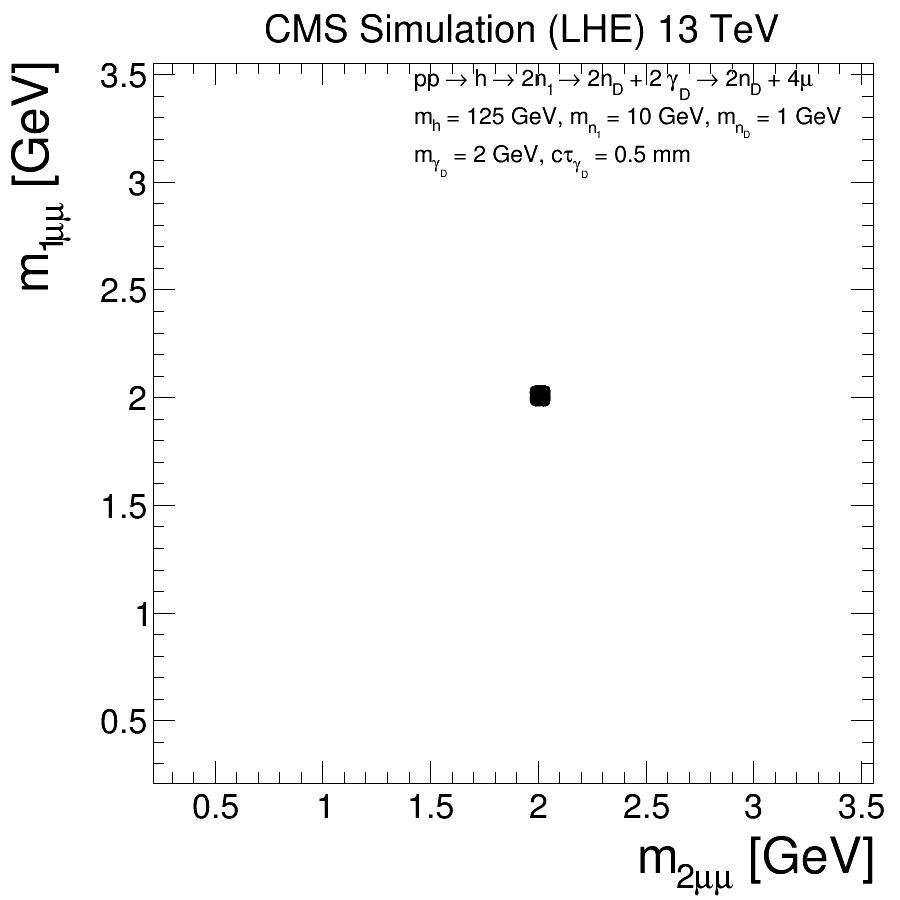 CMS Simulation (LHE) 13 TeV
pp → h → 2n1 → 2nD + 2 γD → 2nD + 4μ
mh = 125 GeV, mn1 = 10 GeV, mnD = 1 GeV
mγD = 2 GeV, cτγD = 0.5 mm
m1μμ [GeV]
3.5
3
2.5
2
1.5
1
0.5
0.5 1 1.5 2 2.5 3 3.5
m2μμ [GeV]